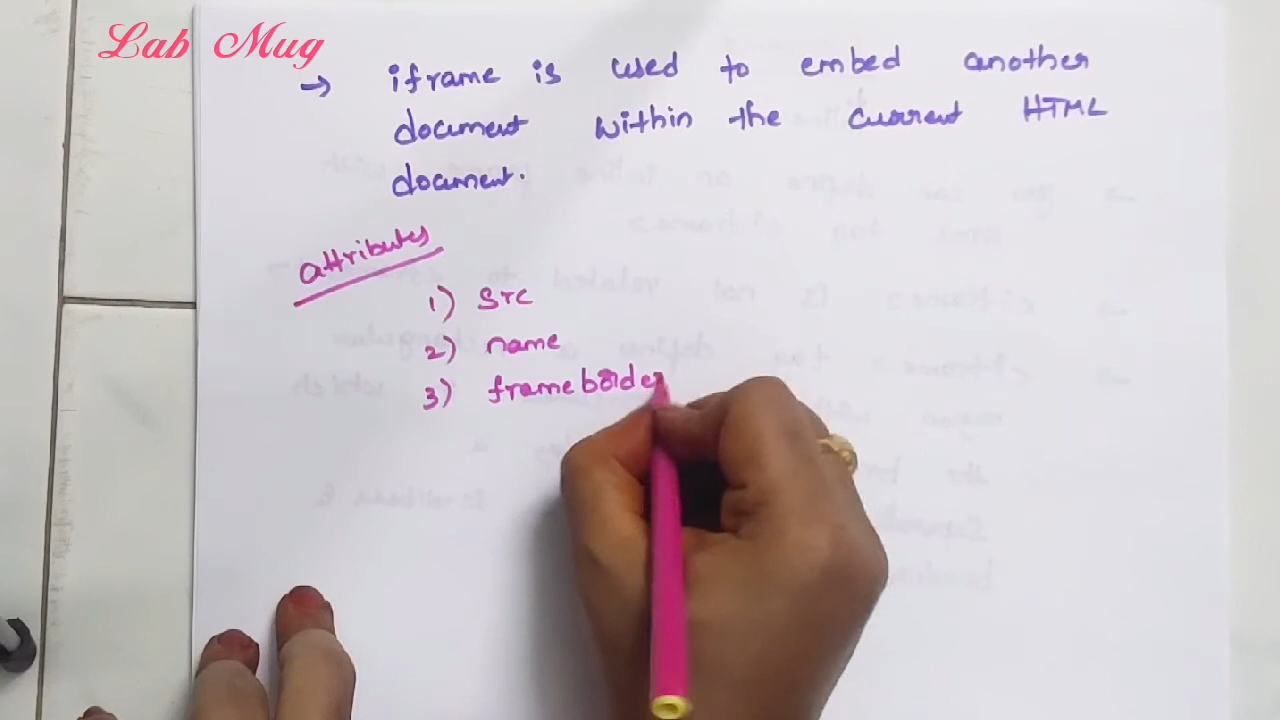 Lab Mug
→ iframe is used to embed another
document within the current HTML
document.
attributes
1) src
2) name
3) frameborder